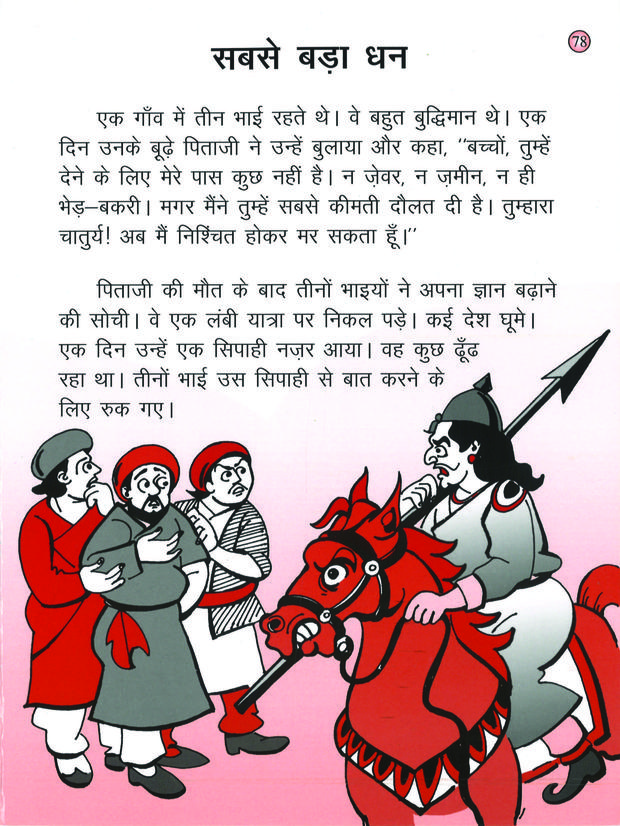 78
सबसे बड़ा धन
एक गाँव में तीन भाई रहते थे। वे बहुत बुद्धिमान थे। एक
दिन उनके बूढ़े पिताजी ने उन्हें बुलाया और कहा, "बच्चों, तुम्हें
देने के लिए मेरे पास कुछ नहीं है। न ज़ेवर, न ज़मीन, न ही
भेड़–बकरी। मगर मैंने तुम्हें सबसे कीमती दौलत दी है। तुम्हारा
चातुर्य! अब मैं निश्चिंत होकर मर सकता हूँ।"
पिताजी की मौत के बाद तीनों भाइयों ने अपना ज्ञान बढ़ाने
की सोची। वे एक लंबी यात्रा पर निकल पड़े। कई देश घूमे।
एक दिन उन्हें एक सिपाही नज़र आया। वह कुछ ढूँढ
रहा था। तीनों भाई उस सिपाही से बात करने के
लिए रुक गए।